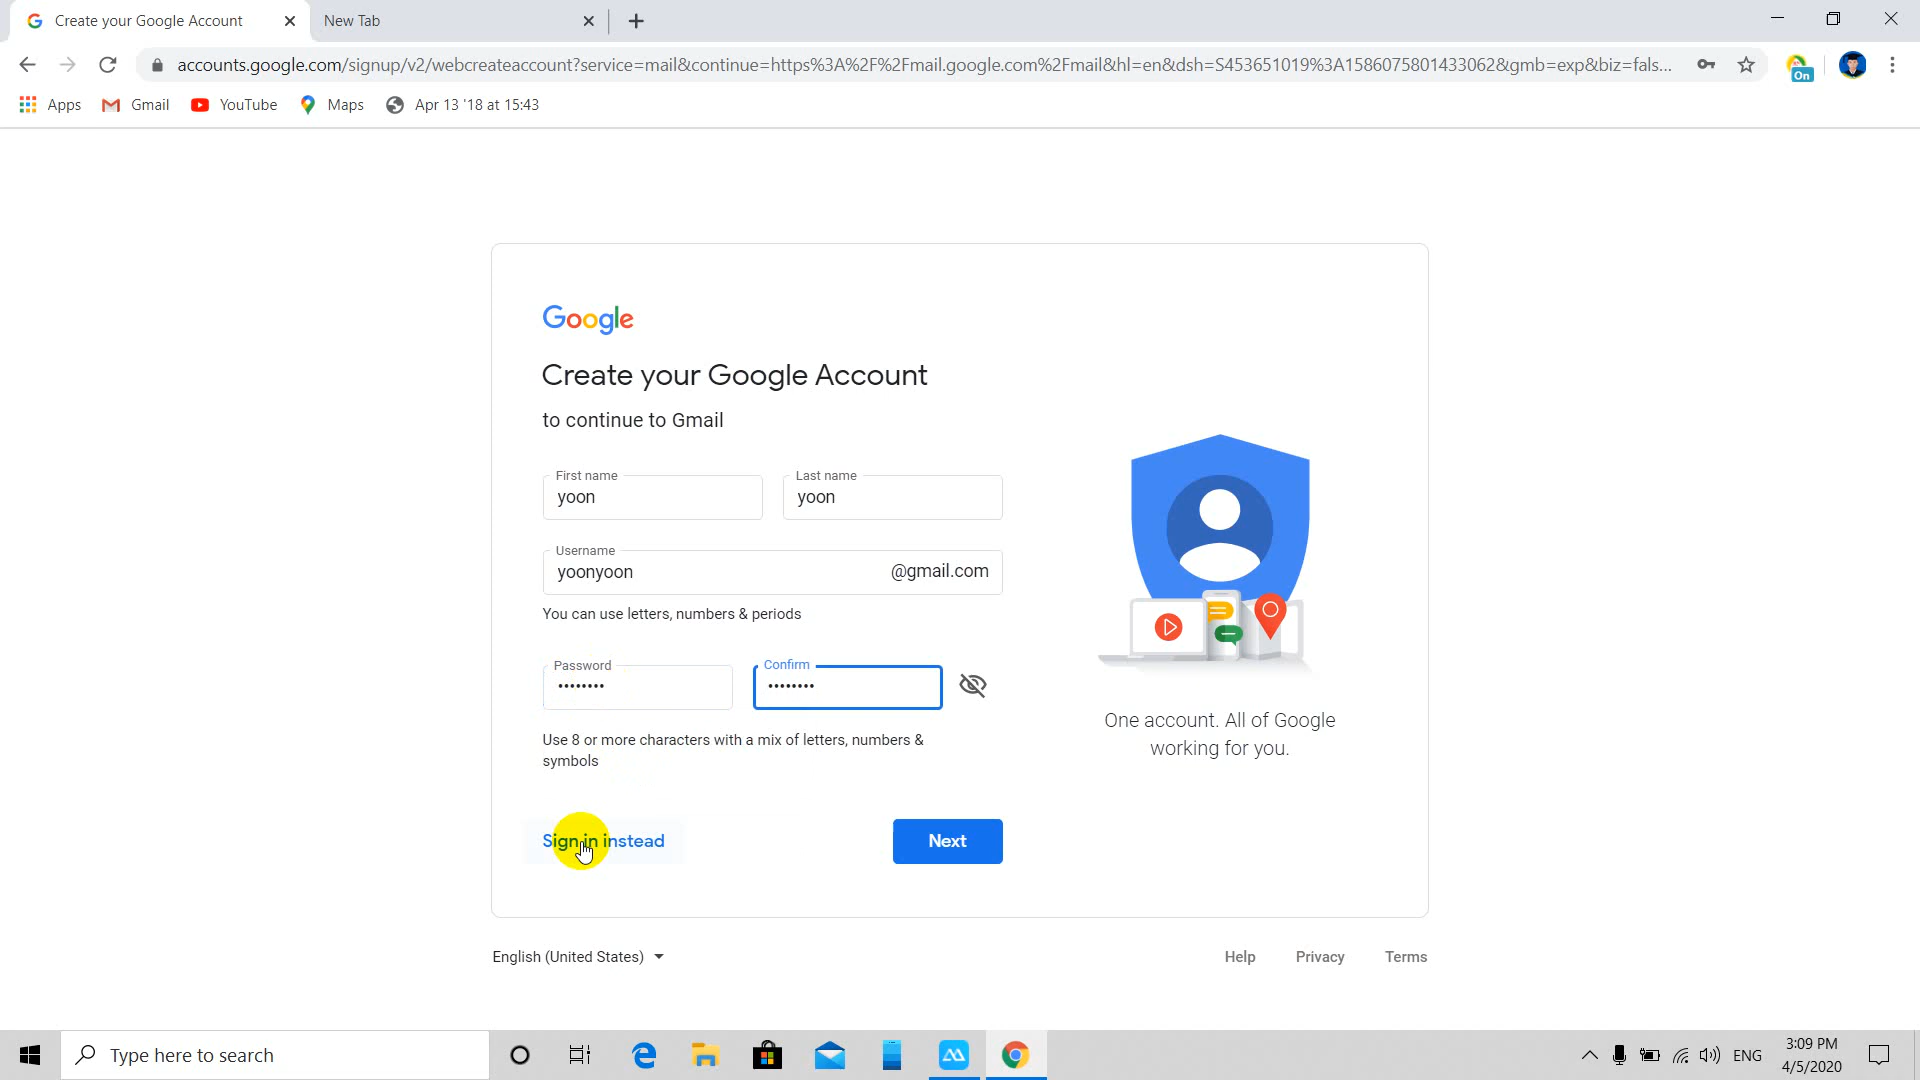 Create your Google Account
New Tab
accounts.google.com/signup/v2/webcreateaccount?service=mail&continue=https%3A%2F%2Fmail.google.com%2Fmail&hl=en&dsh=S453651019%3A1586075801433062&gmb=exp&biz=fals...
On
Apps
Gmail
YouTube
Maps
Apr 13 '18 at 15:43
Google
Create your Google Account
to continue to Gmail
First name
yoon
Last name
yoon
Username
yoonyoon
@gmail.com
You can use letters, numbers & periods
Password
••••••••
Confirm
••••••••
Use 8 or more characters with a mix of letters, numbers &
symbols
Sign in instead
Next
One account. All of Google
working for you.
English (United States)
Help
Privacy
Terms
Type here to search
ENG
3:09 PM
4/5/2020